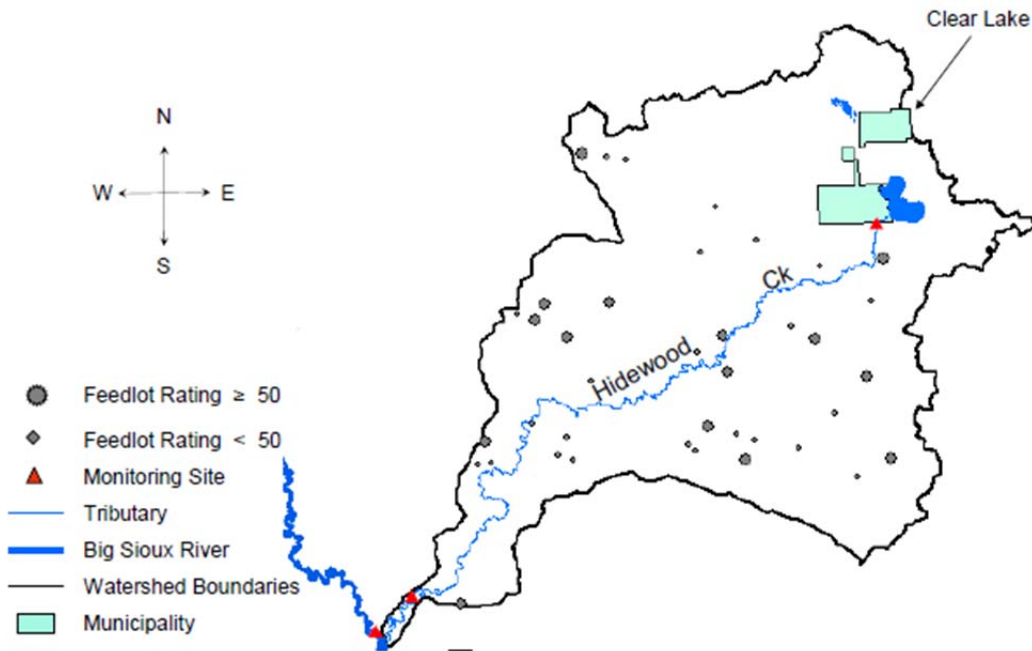 Clear Lake
N
W E
S
Ck
Hidewood
Feedlot Rating ≥ 50
Feedlot Rating < 50
Monitoring Site
Tributary
Big Sioux River
Watershed Boundaries
Municipality